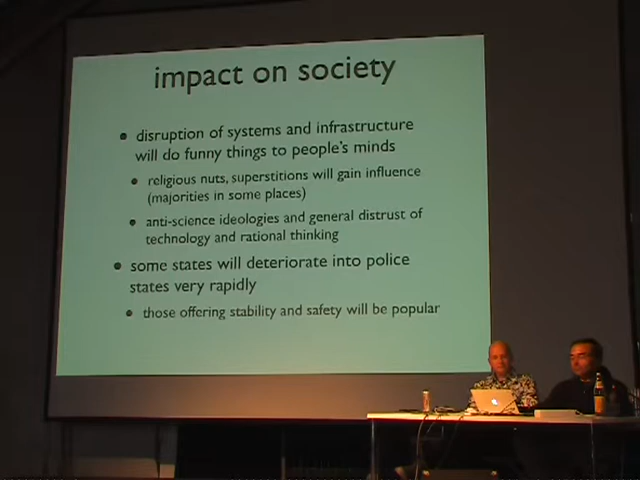 impact on society
disruption of systems and infrastructure
will do funny things to people's minds
religious nuts, superstitions will gain influence
(majorities in some places)
anti-science ideologies and general distrust of
technology and rational thinking
some states will deteriorate into police
states very rapidly
those offering stability and safety will be popular